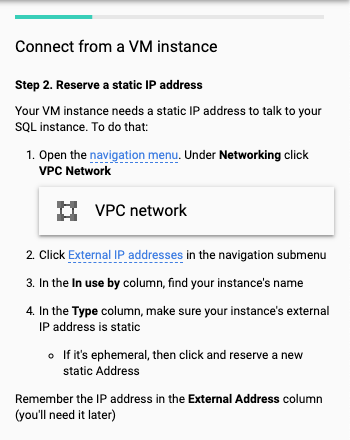 Connect from a VM instance
Step 2. Reserve a static IP address
Your VM instance needs a static IP address to talk to your
SQL instance. To do that:
1. Open the navigation menu. Under Networking click
VPC Network
VPC network
2. Click External IP addresses in the navigation submenu
3. In the In use by column, find your instance's name
4. In the Type column, make sure your instance's external
IP address is static
If it's ephemeral, then click and reserve a new
static Address
Remember the IP address in the External Address column
(you'll need it later)